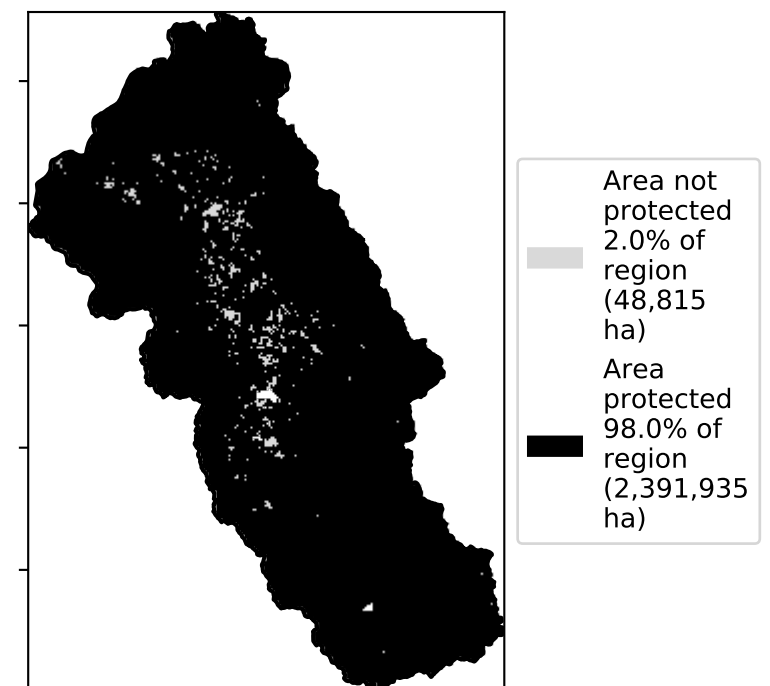 Area not
protected
2.0% of
region
(48,815
ha)
Area
protected
98.0% of
region
(2,391,935
ha)